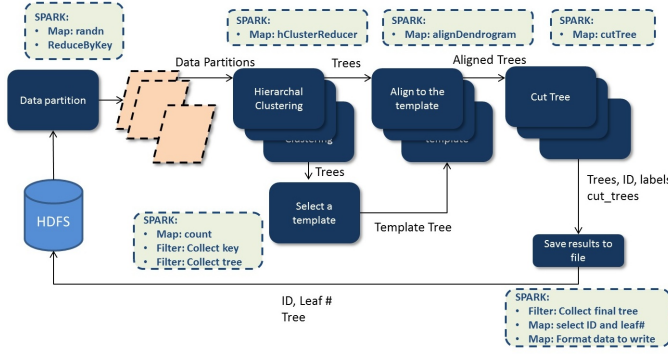 SPARK:
• Map: randn
• ReduceByKey
SPARK:
• Map: hClusterReducer
SPARK:
• Map: alignDendrogram
SPARK:
• Map: cutTree
Data Partitions
Trees
Aligned Trees
Data partition
Hierarchal
Clustering
Clustering
Align to the
template
template
Cut Tree
Trees
Trees, ID, labels
cut_trees
HDFS
Select a
template
Template Tree
SPARK:
• Map: count
• Filter: Collect key
• Filter: Collect tree
Save results to
file
ID, Leaf #
Tree
SPARK:
• Filter: Collect final tree
• Map: select ID and leaf#
• Map: Format data to write